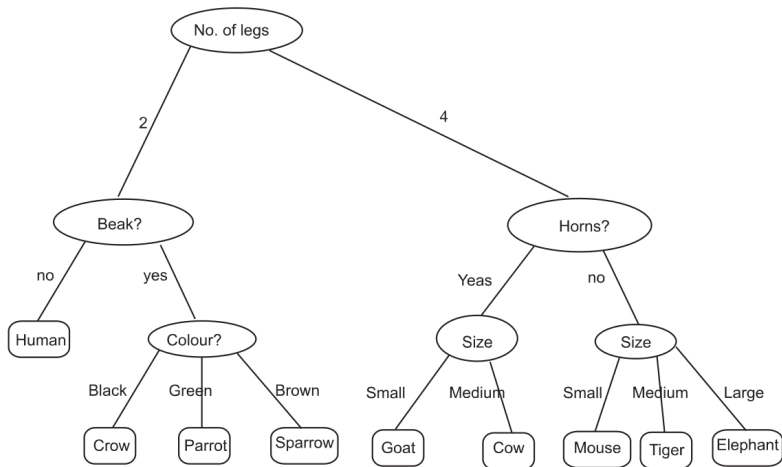 No. of legs
2
4
Beak?
Horns?
no
yes
Yeas
no
Human
Colour?
Size
Size
Black
Green
Brown
Small
Medium
Small
Medium
Large
Crow
Parrot
Sparrow
Goat
Cow
Mouse
Tiger
Elephant